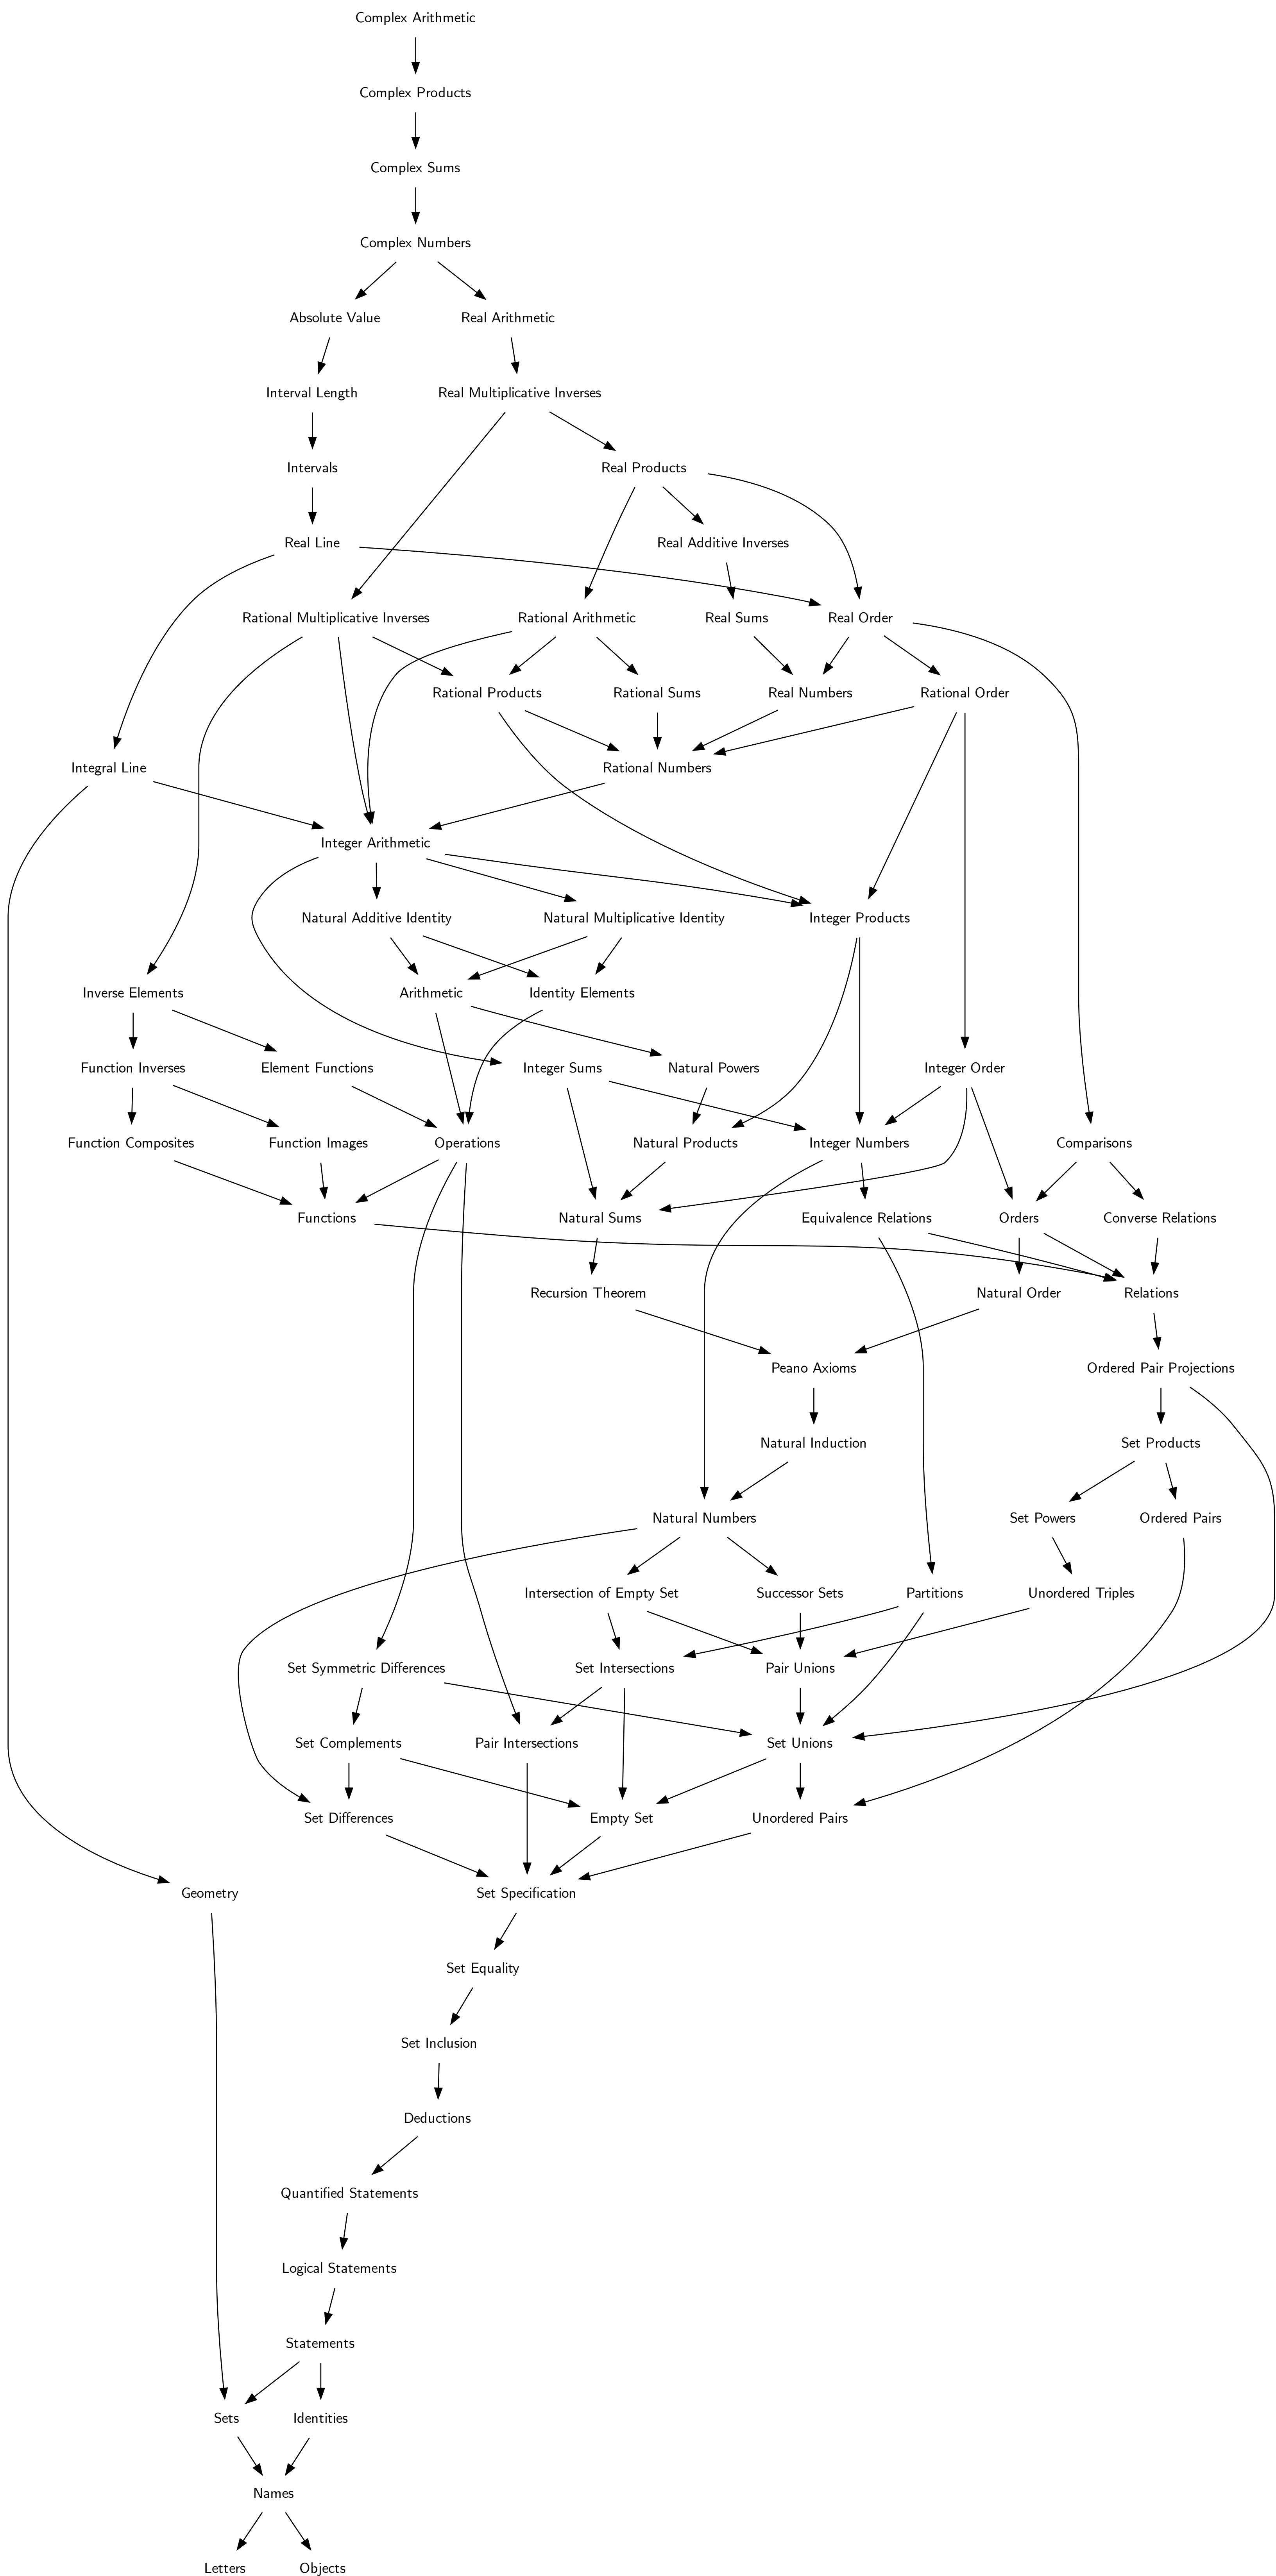 Complex Arithmetic
Complex Products
Complex Sums
Complex Numbers
Absolute Value
Real Arithmetic
Interval Length
Real Multiplicative Inverses
Intervals
Real Products
Real Line
Real Additive Inverses
Rational Multiplicative Inverses
Rational Arithmetic
Real Sums
Real Order
Rational Products
Rational Sums
Real Numbers
Rational Order
Integral Line
Rational Numbers
Integer Arithmetic
Natural Additive Identity
Natural Multiplicative Identity
Integer Products
Inverse Elements
Arithmetic
Identity Elements
Function Inverses
Element Functions
Integer Sums
Natural Powers
Integer Order
Function Composites
Function Images
Operations
Natural Products
Integer Numbers
Comparisons
Functions
Natural Sums
Equivalence Relations
Orders
Converse Relations
Recursion Theorem
Natural Order
Relations
Peano Axioms
Ordered Pair Projections
Natural Induction
Set Products
Natural Numbers
Set Powers
Ordered Pairs
Intersection of Empty Set
Successor Sets
Partitions
Unordered Triples
Set Symmetric Differences
Set Intersections
Pair Unions
Set Complements
Pair Intersections
Set Unions
Set Differences
Empty Set
Unordered Pairs
Geometry
Set Specification
Set Equality
Set Inclusion
Deductions
Quantified Statements
Logical Statements
Statements
Sets
Identities
Names
Letters
Objects